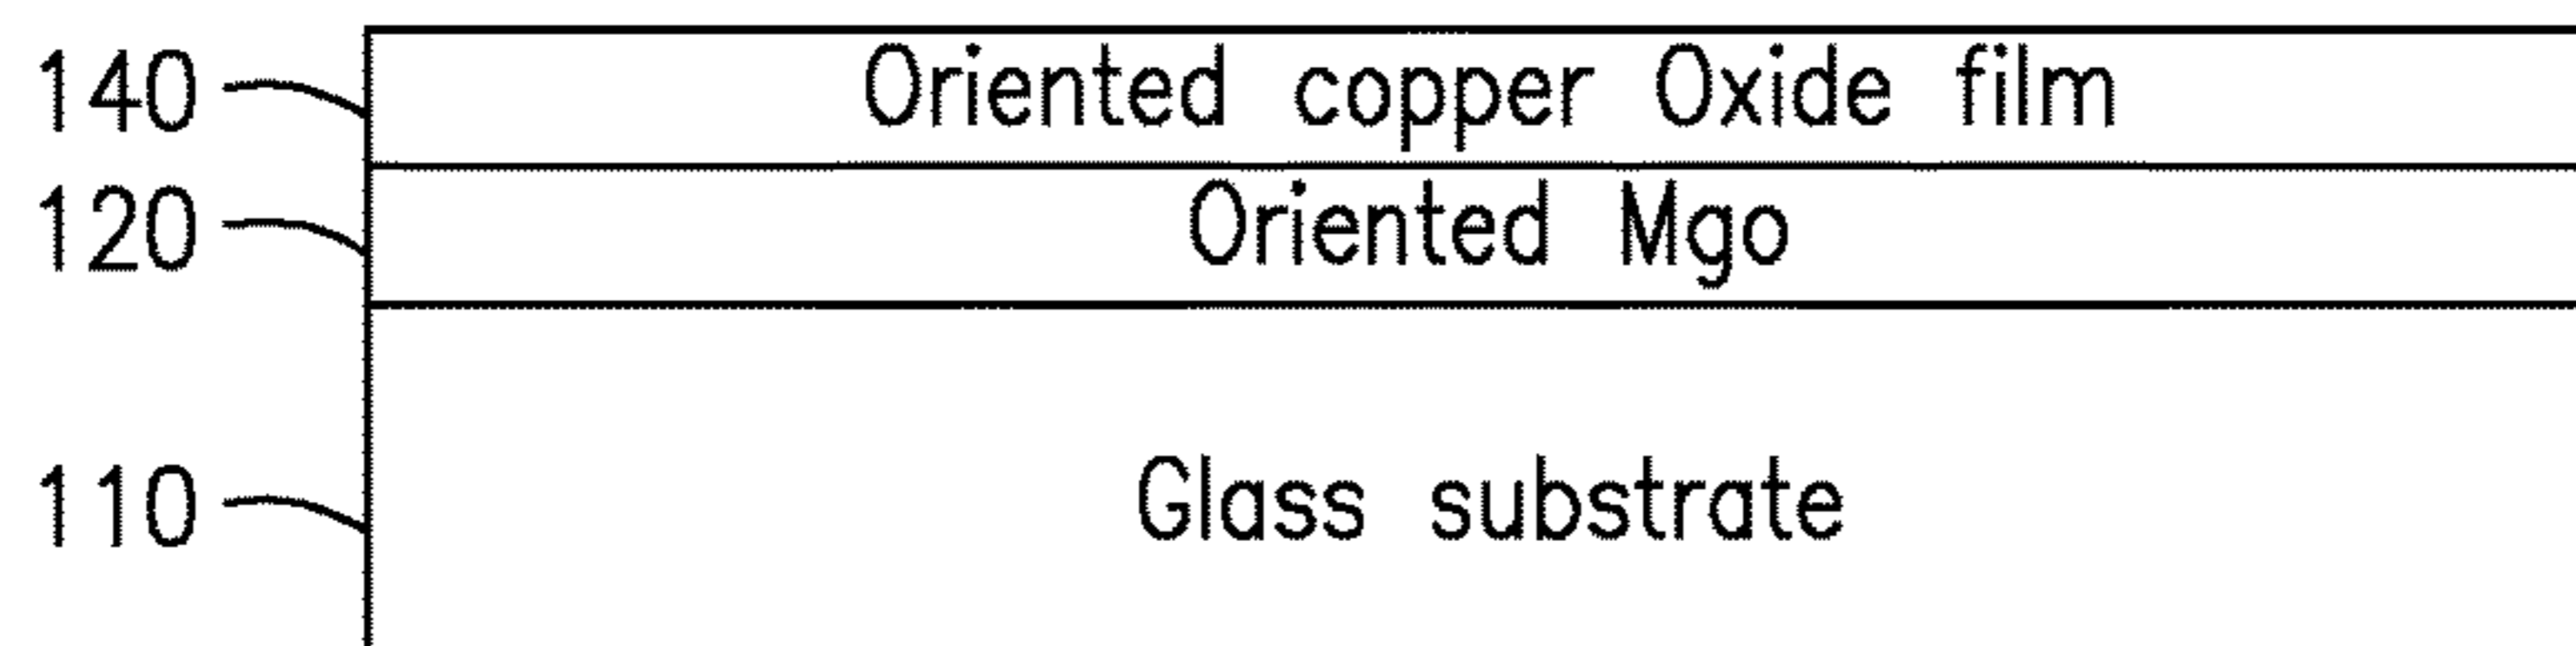 140 Oriented copper Oxide film
120 Oriented Mgo
110 Glass substrate